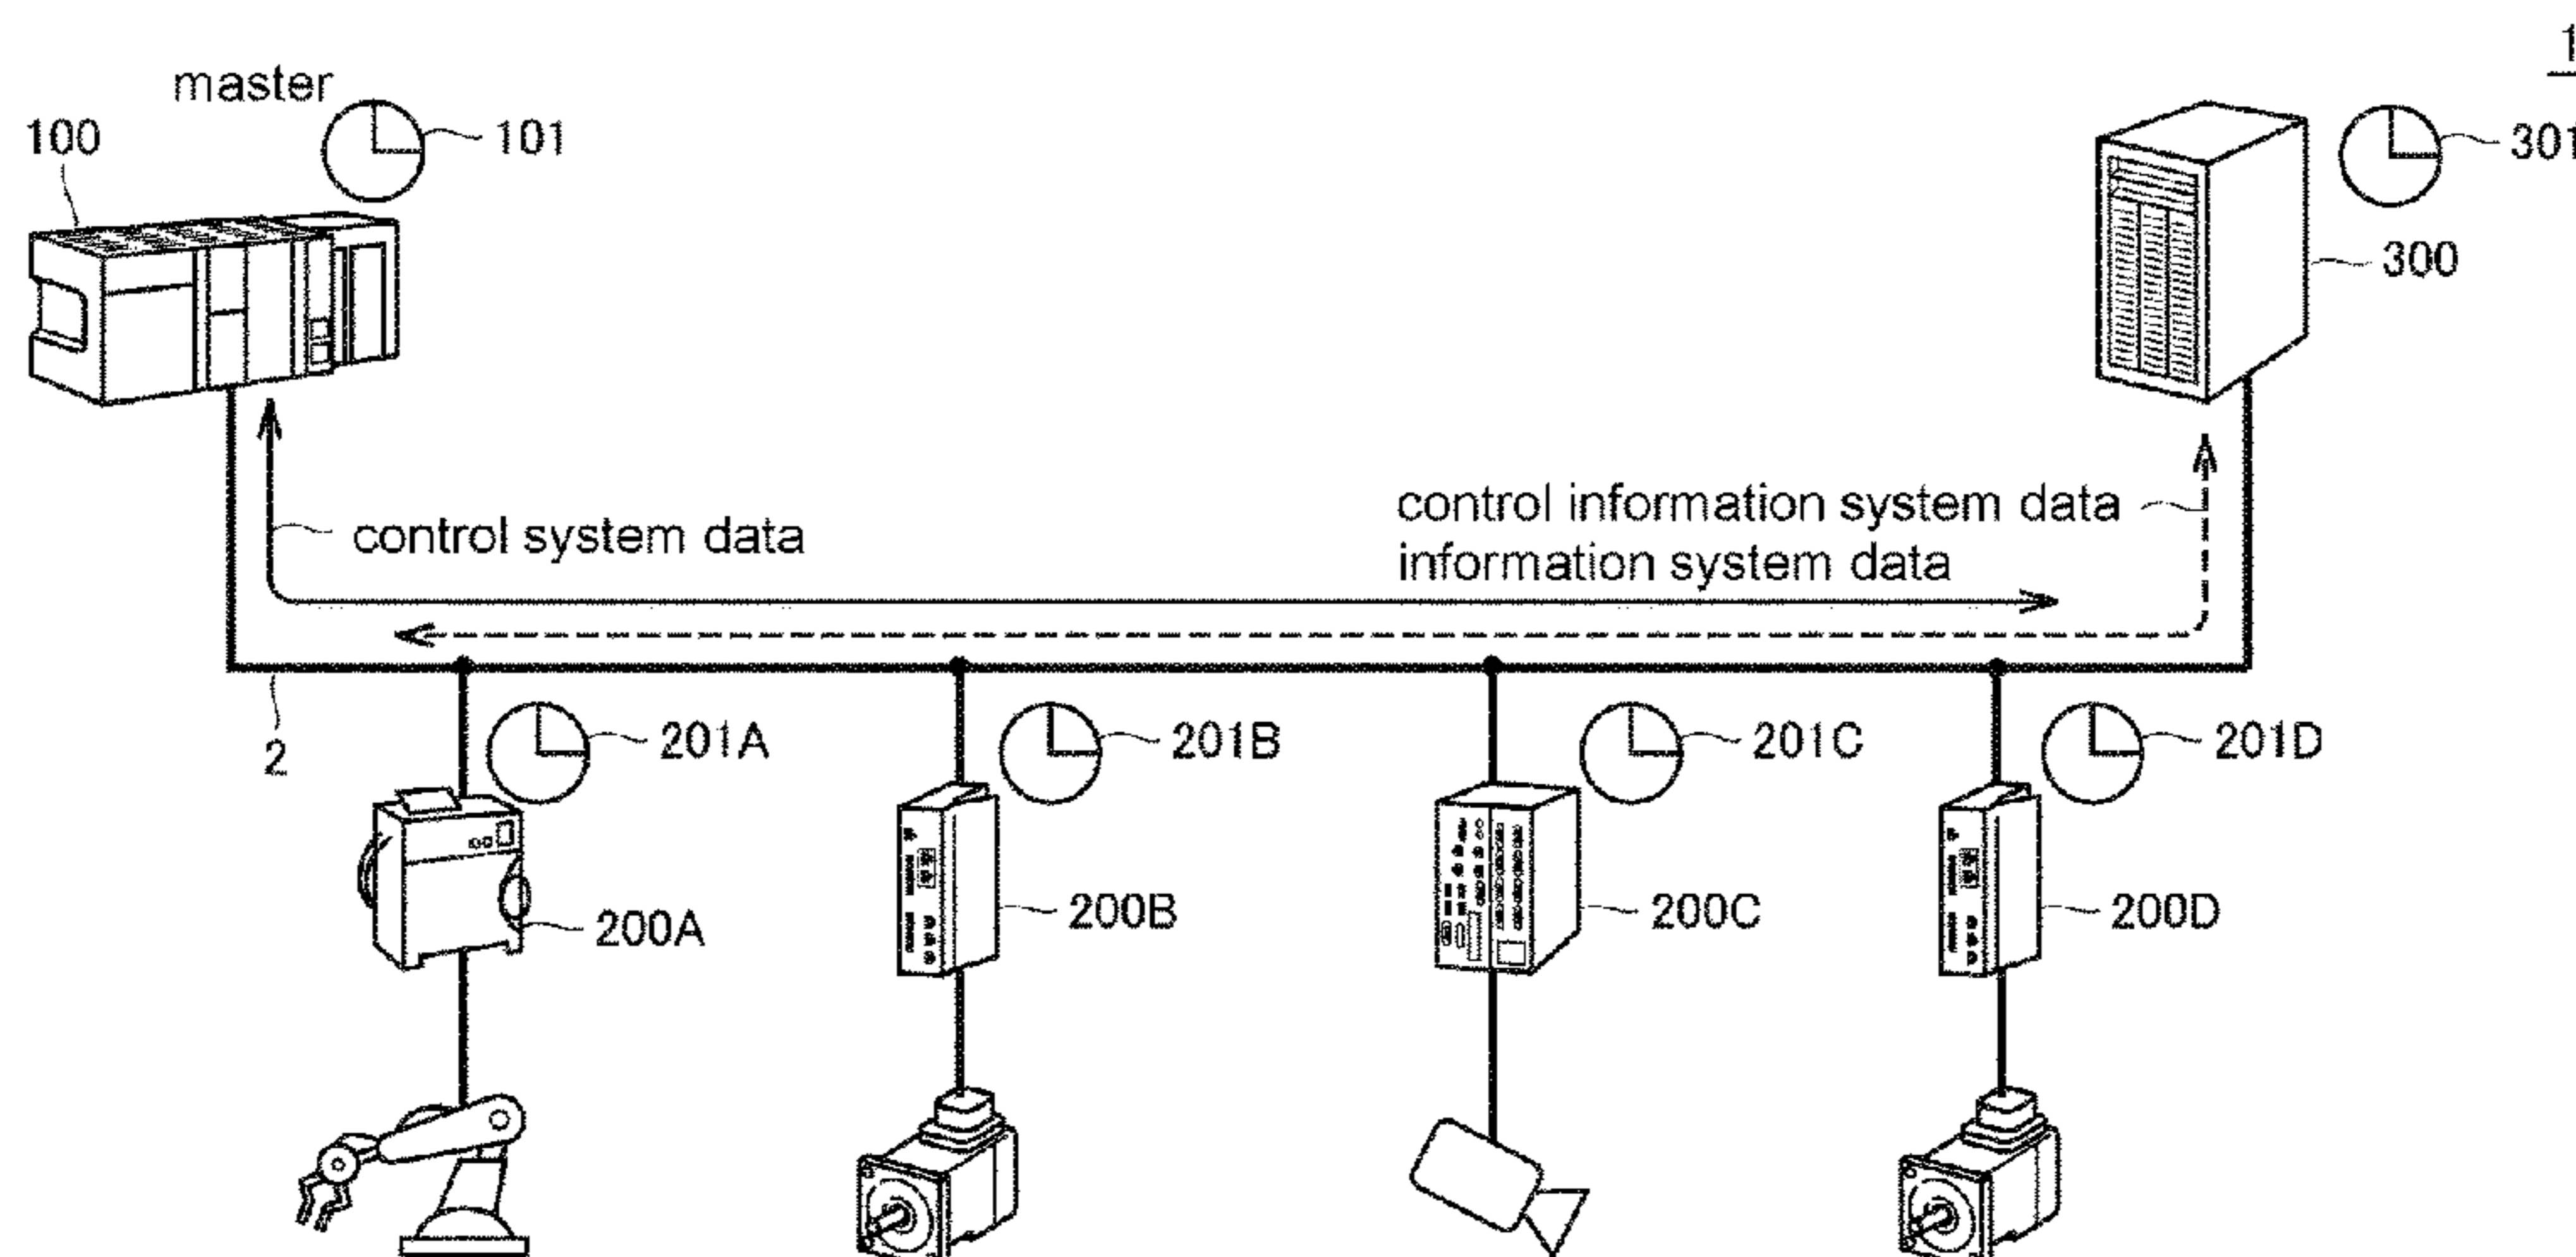 1
master
100
101
301
300
control system data
control information system data
information system data
2
201A
201B
201C
201D
200A
200B
200C
200D